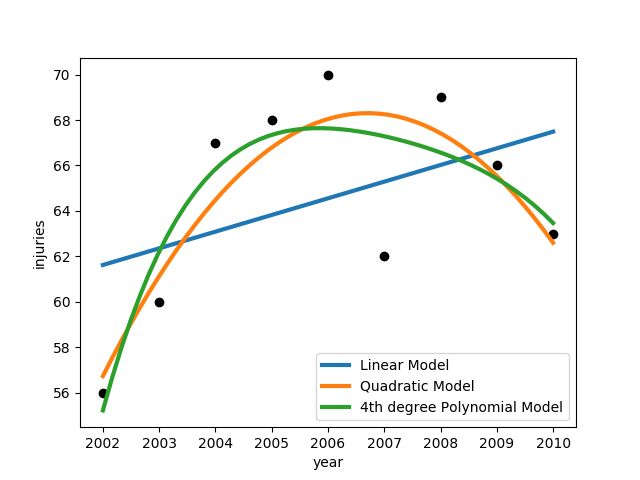 70
68
66
64
62
60
58
56
injuries
Linear Model
Quadratic Model
4th degree Polynomial Model
2002 2003 2004 2005 2006 2007 2008 2009 2010
year